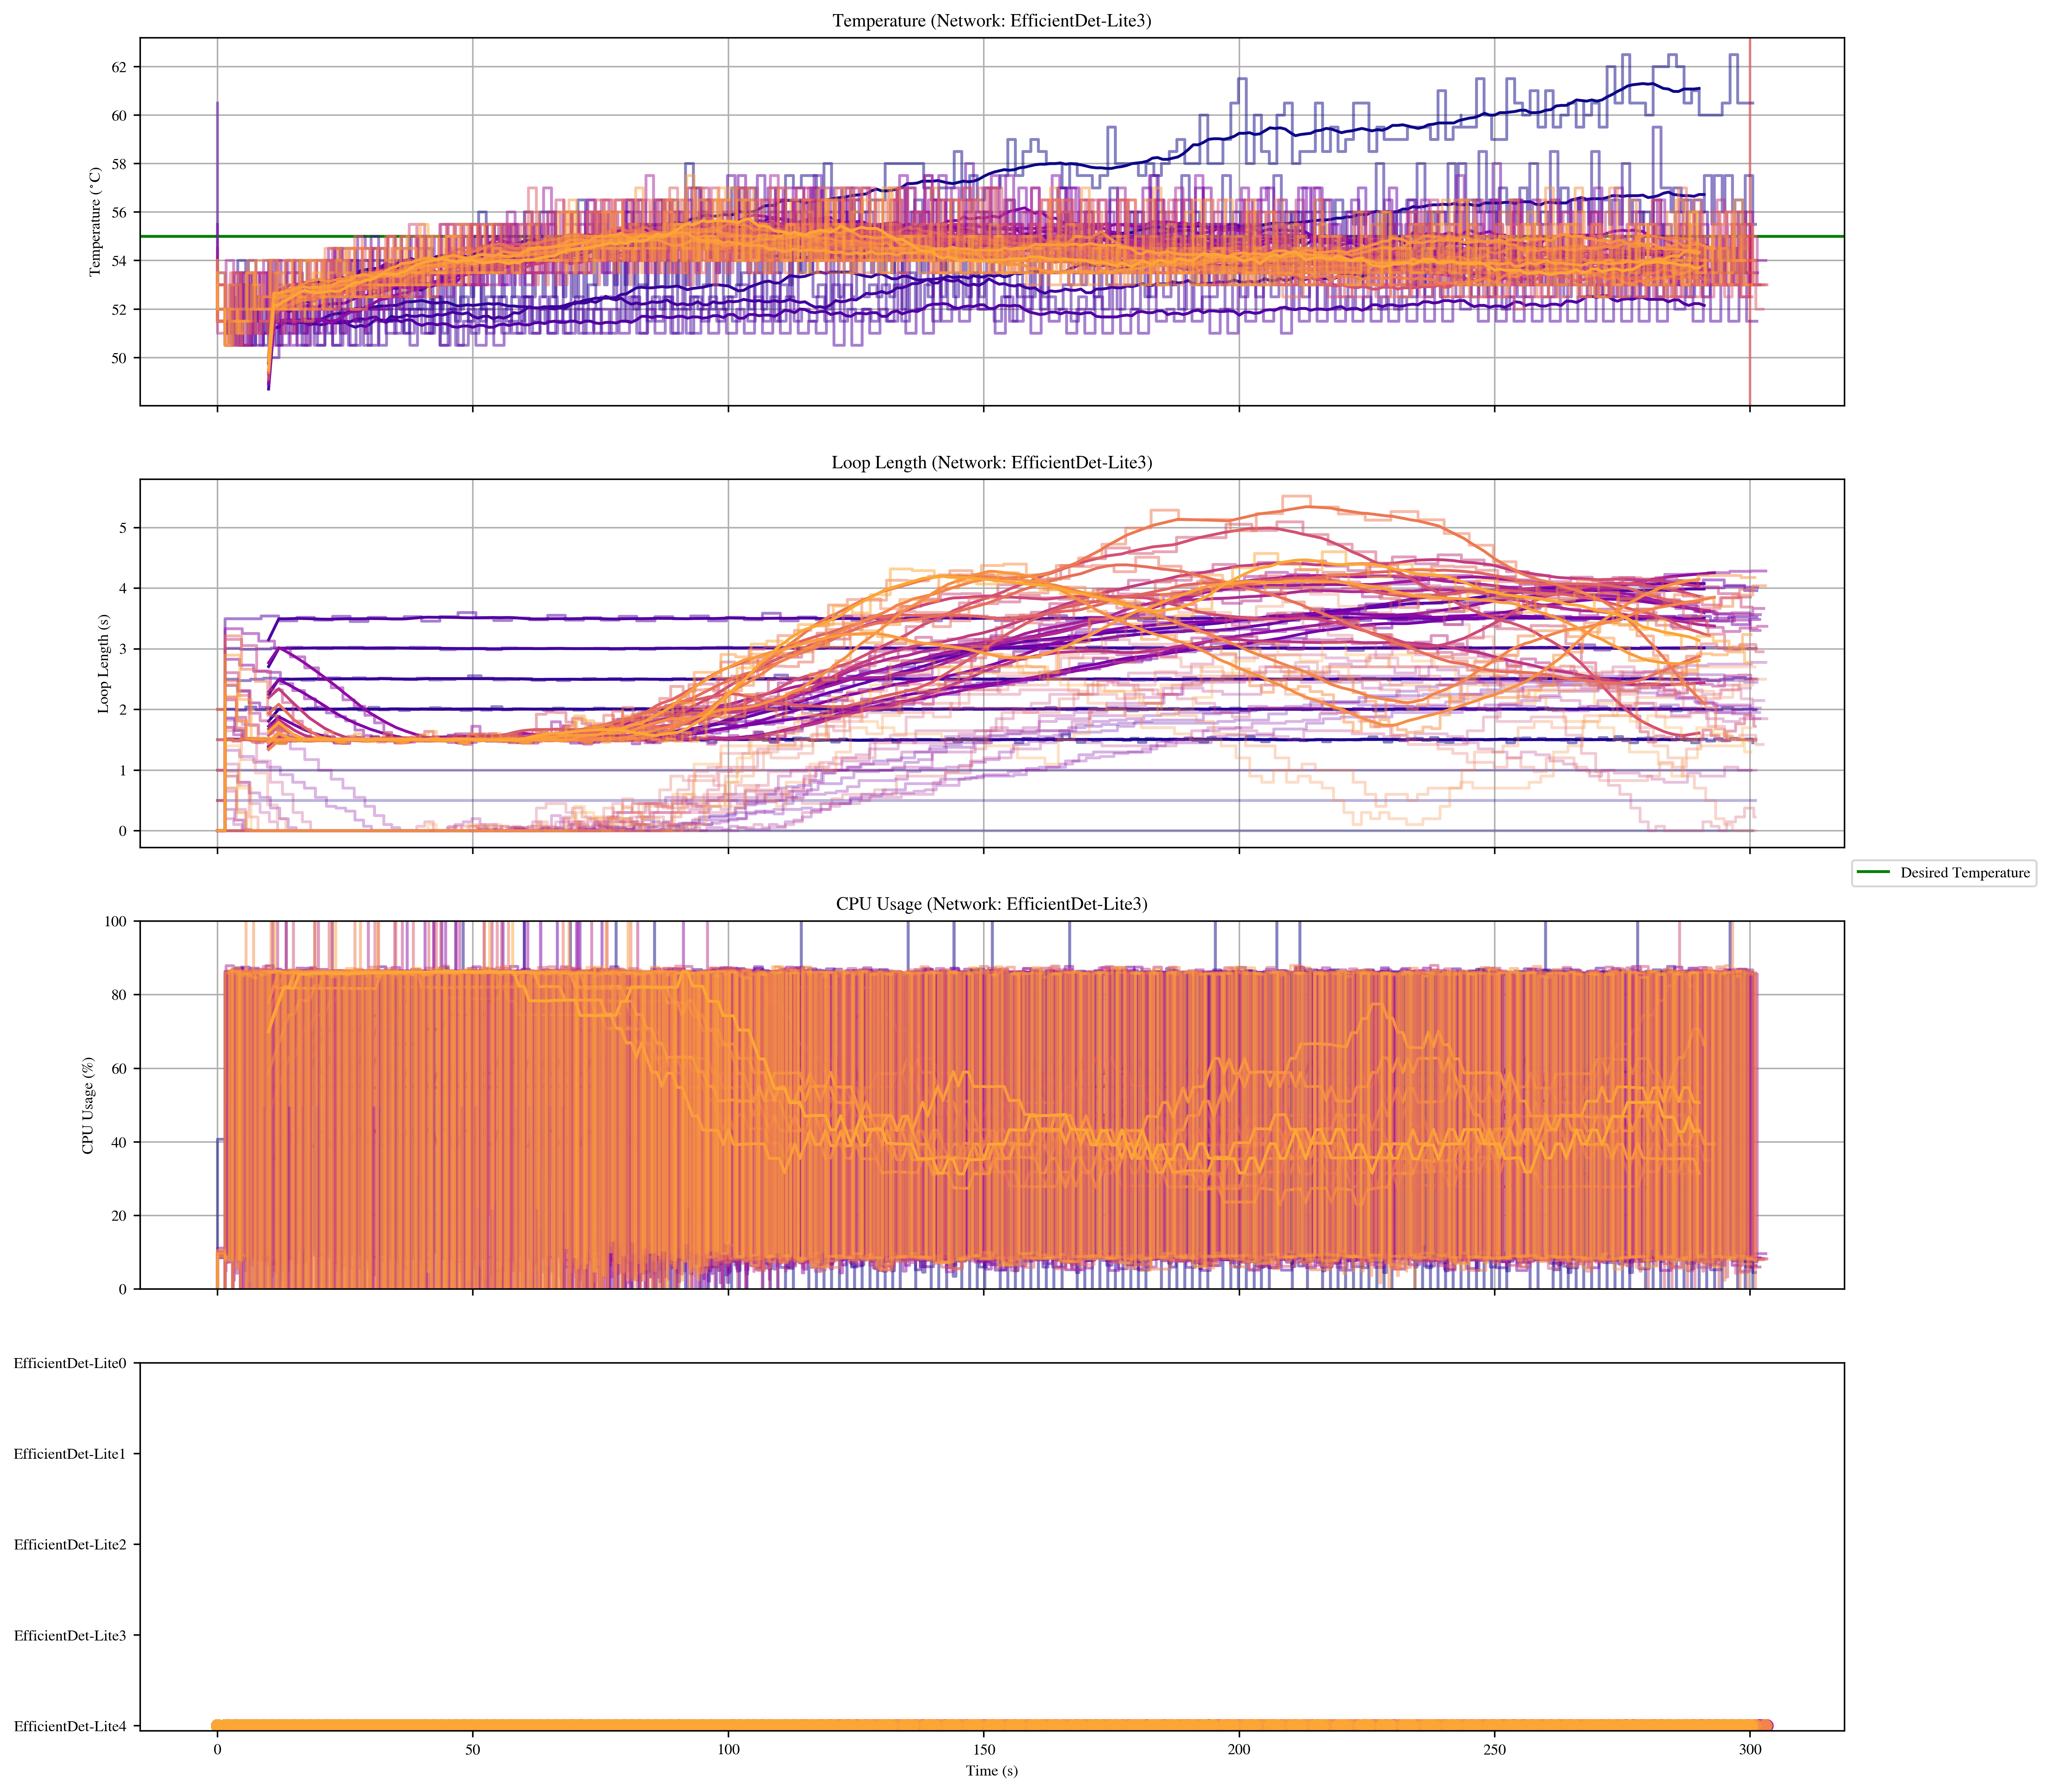 Temperature (Network: EfficientDet-Lite3)
62
60
58
56
54
52
50
Temperature (°C)
Loop Length (Network: EfficientDet-Lite3)
5
4
3
2
1
0
Loop Length (s)
Desired Temperature
CPU Usage (Network: EfficientDet-Lite3)
100
80
60
40
20
0
CPU Usage (%)
EfficientDet-Lite0
EfficientDet-Lite1
EfficientDet-Lite2
EfficientDet-Lite3
EfficientDet-Lite4
0 50 100 150 200 250 300
Time (s)